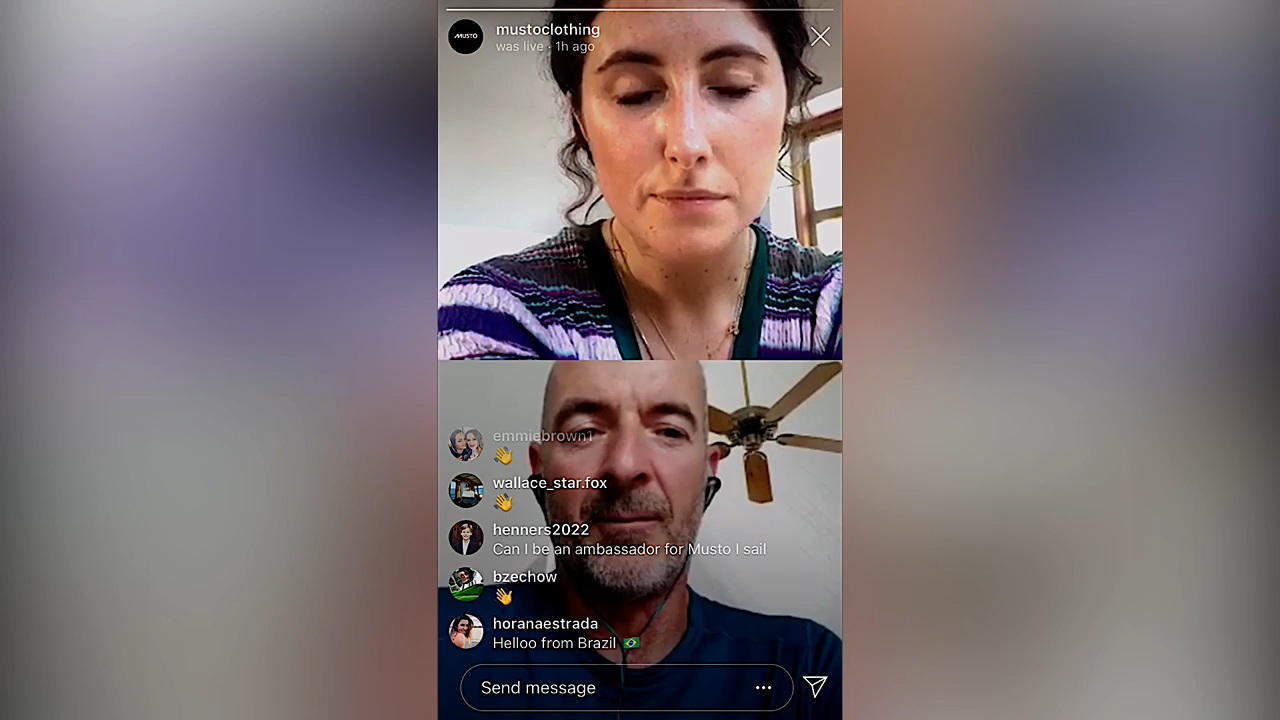 MUSTO
mustoclothing
was live · 1h ago
emmiebrown1
👋
wallace_star.fox
👋
henners2022
Can I be an ambassador for Musto I sail
bzechow
👋
horanaestrada
Helloo from Brazil 🇧🇷
Send message